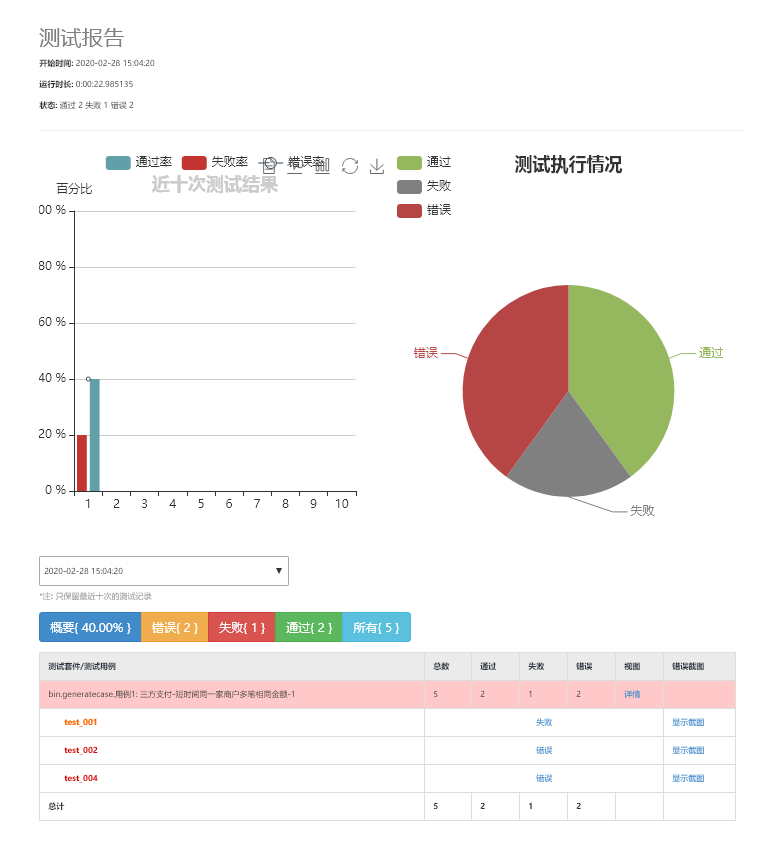 测试报告
开始时间: 2020-02-28 15:04:20
运行时长: 0:00:22.985135
状态: 通过 2 失败 1 错误 2
通过率 失败率 错误率
近十次测试结果
百分比
00 %
80 %
60 %
40 %
20 %
0 %
1 2 3 4 5 6 7 8 9 10
通过
失败
错误
测试执行情况
错误
通过
失败
2020-02-28 15:04:20
*注: 只保留最近十次的测试记录
概要{ 40.00% } 错误{ 2 } 失败{ 1 } 通过{ 2 } 所有{ 5 }
测试套件/测试用例 总数 通过 失败 错误 视图 错误截图
bin.generatecase.用例1: 三方支付-短时间同一家商户多笔相同金额-1 5 2 1 2 详情
test_001 失败 显示截图
test_002 错误 显示截图
test_004 错误 显示截图
总计 5 2 1 2